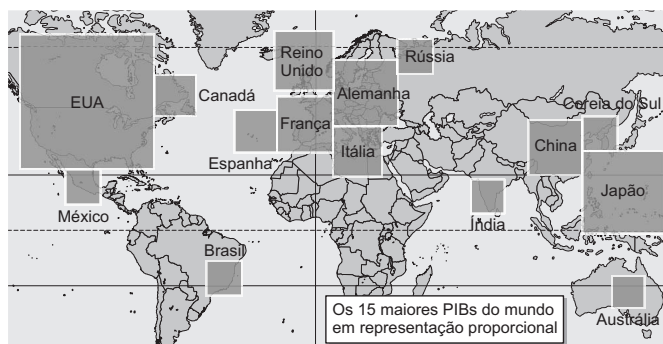 EUA
Canadá
México
Brasil
Reino
Unido
França
Espanha
Alemanha
Itália
Rússia
Índia
China
Coreia do Sul
Japão
Austrália
Os 15 maiores PIBs do mundo
em representação proporcional